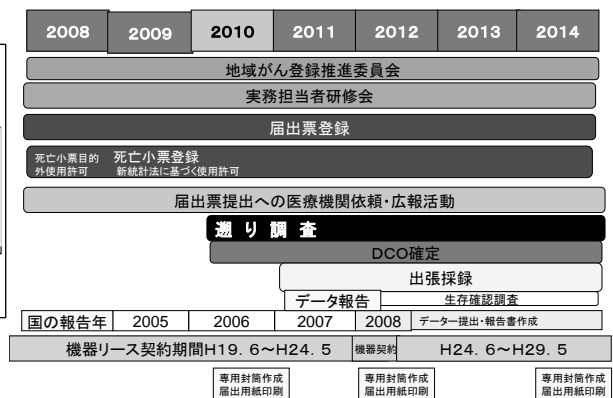 2008 2009 2010 2011 2012 2013 2014
地域がん登録推進委員会
実務担当者研修会
届出票登録
死亡小票目的 死亡小票登録
外使用許可 新統計法に基づく使用許可
届出票提出への医療機関依頼・広報活動
遡り調査
DCO確定
出張採録
データ報告 生存確認調査
国の報告年 2005 2006 2007 2008 データー提出・報告書作成
機器リース契約期間H19.6~H24.5 機器契約 H24.6~H29.5
専用封筒作成 専用封筒作成 専用封筒作成
届出用紙印刷 届出用紙印刷 届出用紙印刷